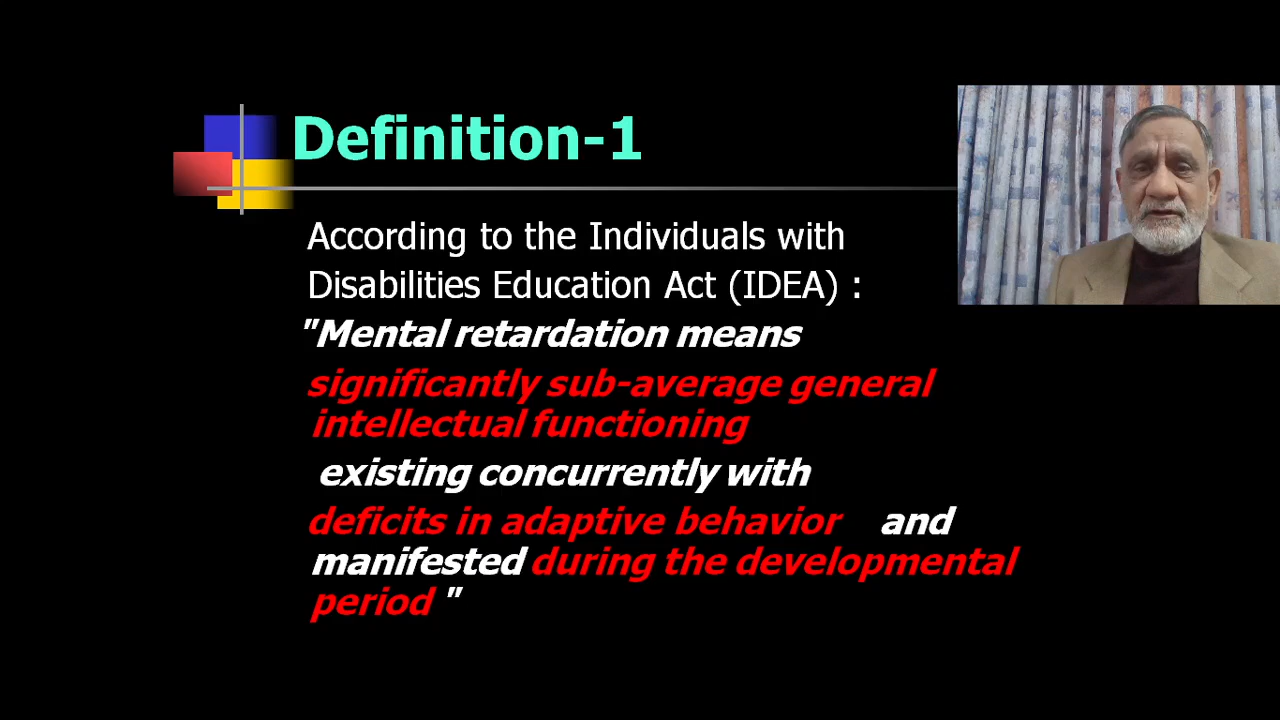 Definition-1
According to the Individuals with
Disabilities Education Act (IDEA) :
"Mental retardation means
significantly sub-average general
intellectual functioning
existing concurrently with
deficits in adaptive behavior and
manifested during the developmental
period "